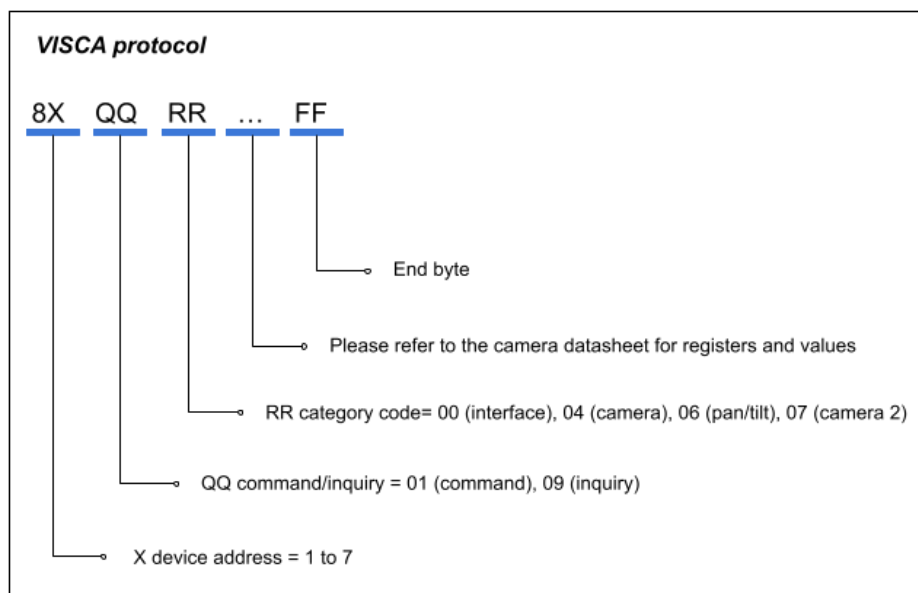 VISCA protocol
8X QQ RR ... FF
End byte
Please refer to the camera datasheet for registers and values
RR category code= 00 (interface), 04 (camera), 06 (pan/tilt), 07 (camera 2)
QQ command/inquiry = 01 (command), 09 (inquiry)
X device address = 1 to 7